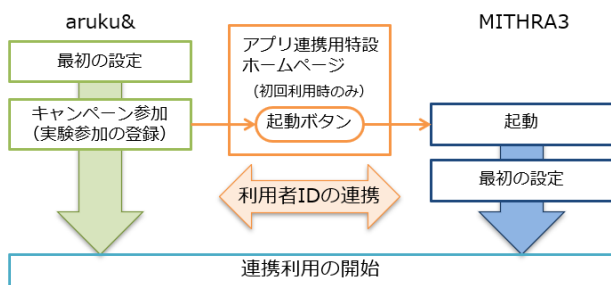 aruku&
最初の設定
キャンペーン参加
(実験参加の登録)
アプリ連携用特設
ホームページ
(初回利用時のみ)
起動ボタン
MITHRA3
起動
最初の設定
利用者IDの連携
連携利用の開始